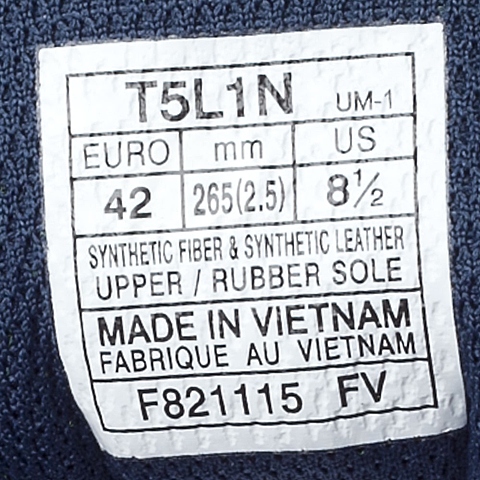 T5L1N UM-1
EURO mm US
42 265(2.5) 8½
SYNTHETIC FIBER & SYNTHETIC LEATHER
UPPER / RUBBER SOLE
MADE IN VIETNAM
FABRIQUE AU VIETNAM
F821115 FV